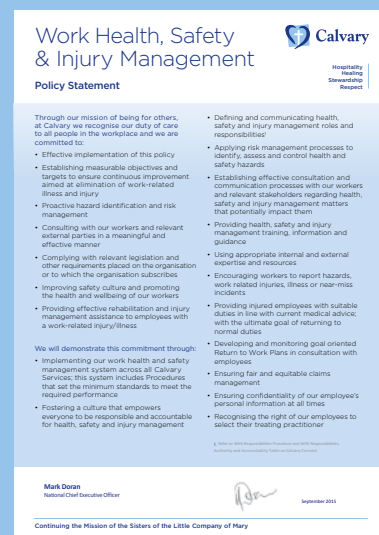 Work Health, Safety
& Injury Management
Policy Statement
Calvary
Hospitality
Healing
Stewardship
Respect
Through our mission of being for others,
at Calvary we recognise our duty of care
to all people in the workplace and we are
committed to:
• Effective implementation of this policy
• Establishing measurable objectives and
targets to ensure continuous improvement
aimed at elimination of work-related
illness and injury
• Proactive hazard identification and risk
management
• Consulting with our workers and relevant
external parties in a meaningful and
effective manner
• Complying with relevant legislation and
other requirements placed on the organisation
or to which the organisation subscribes
• Improving safety culture and promoting
the health and wellbeing of our workers
• Providing effective rehabilitation and injury
management assistance to employees with
a work-related injury/illness
We will demonstrate this commitment through:
• Implementing our work health and safety
management system across all Calvary
Services; this system includes Procedures
that set the minimum standards to meet the
required performance
• Fostering a culture that empowers
everyone to be responsible and accountable
for health, safety and injury management
• Defining and communicating health,
safety and injury management roles and
responsibilities¹
• Applying risk management processes to
identify, assess and control health and
safety hazards
• Establishing effective consultation and
communication processes with our workers
and relevant stakeholders regarding health,
safety and injury management matters
that potentially impact them
• Providing health, safety and injury
management training, information and
guidance
• Using appropriate internal and external
expertise and resources
• Encouraging workers to report hazards,
work related injuries, illness or near-miss
incidents
• Providing injured employees with suitable
duties in line with current medical advice;
with the ultimate goal of returning to
normal duties
• Developing and monitoring goal oriented
Return to Work Plans in consultation with
employees
• Ensuring fair and equitable claims
management
• Ensuring confidentiality of our employee's
personal information at all times
• Recognising the right of our employees to
select their treating practitioner
1. Refer to WHS Responsibilities Procedure and WHS Responsibility,
Authority and Accountability Table on Calvary Connect
Mark Doran
National Chief Executive Officer
September 2015
Continuing the Mission of the Sisters of the Little Company of Mary